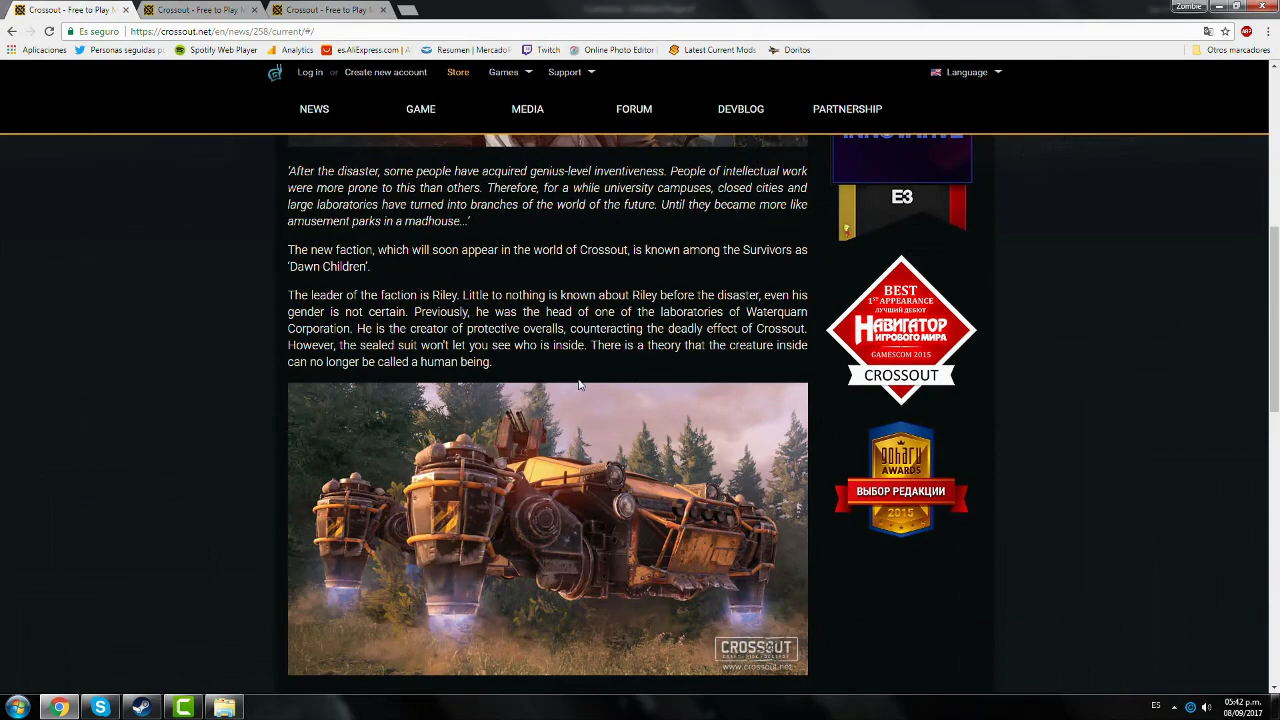 Crossout - Free to Play M
Crossout - Free to Play M
Crossout - Free to Play M
Zombie
Es seguro
https://crossout.net/en/news/258/current/#/
Aplicaciones
Personas seguidas po
Spotify Web Player
Analytics
es.AliExpress.com | A
Resumen | MercadoP
Twitch
Online Photo Editor
Latest Current Mods
Doritos
Otros marcadores
Log in or Create new account
Store
Games
Support
Language
NEWS
GAME
MEDIA
FORUM
DEVBLOG
PARTNERSHIP
'After the disaster, some people have acquired genius-level inventiveness. People of intellectual work
were more prone to this than others. Therefore, for a while university campuses, closed cities and
large laboratories have turned into branches of the world of the future. Until they became more like
amusement parks in a madhouse...'
The new faction, which will soon appear in the world of Crossout, is known among the Survivors as
'Dawn Children'.
The leader of the faction is Riley. Little to nothing is known about Riley before the disaster, even his
gender is not certain. Previously, he was the head of one of the laboratories of Waterquarn
Corporation. He is the creator of protective overalls, counteracting the deadly effect of Crossout.
However, the sealed suit won't let you see who is inside. There is a theory that the creature inside
can no longer be called a human being.
CROSSOUT
www.crossout.net
E3
BEST
1ST APPEARANCE
ЛУЧШИЙ ДЕБЮТ
НАВИГАТОР
ИГРОВОГО МИРА
GAMESCOM 2015
CROSSOUT
goharu
AWARDS
ВЫБОР РЕДАКЦИИ
2015
ES
05:42 p.m.
08/09/2017